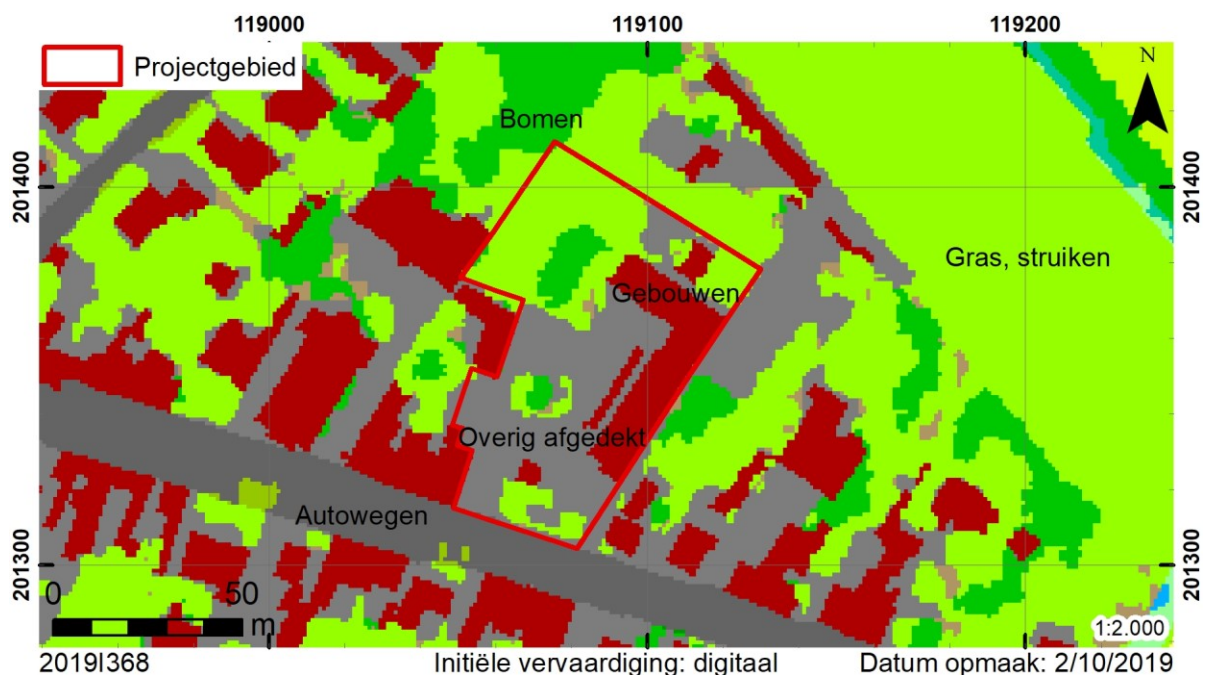 119000 119100 119200
Projectgebied
N
Bomen
201400 201400
Gras, struiken
Gebouwen
Overig afgedekt
Autowegen
201300 201300
0 50
m
1:2.000
2019I368 Initiële vervaardiging: digitaal Datum opmaak: 2/10/2019